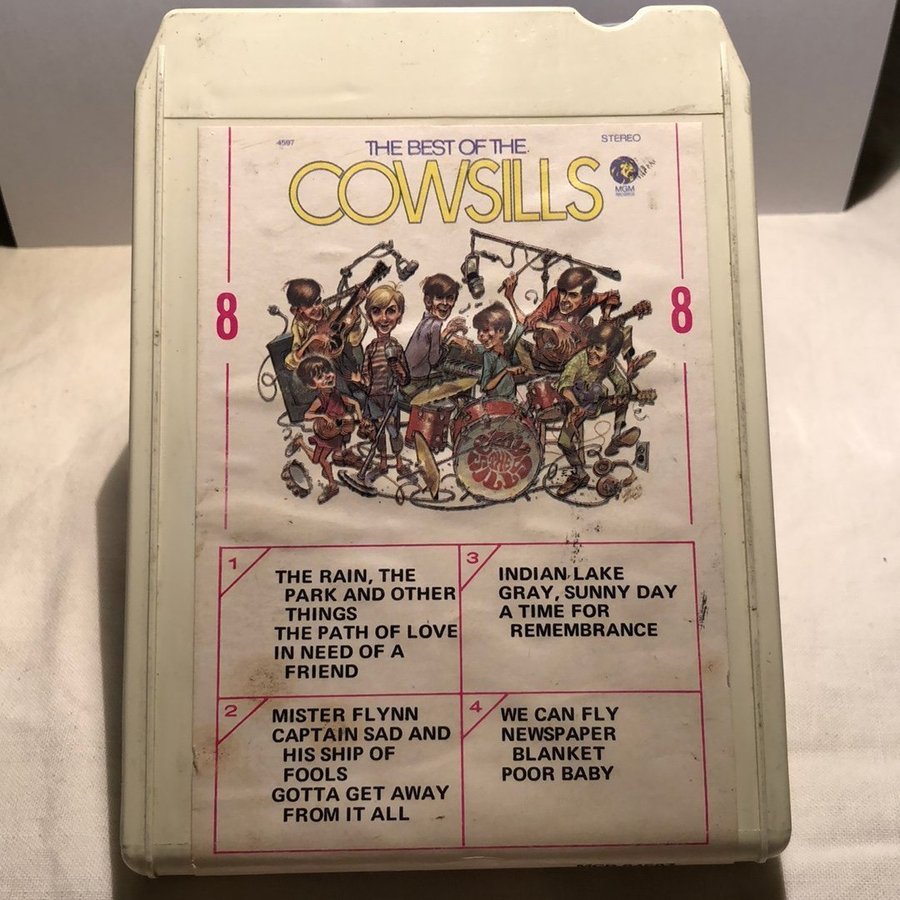 4597
THE BEST OF THE
STEREO
COWSILLS
MGM
RECORDS
8
8
1
THE RAIN, THE
PARK AND OTHER
THINGS
THE PATH OF LOVE
IN NEED OF A
FRIEND
3
INDIAN LAKE
GRAY, SUNNY DAY
A TIME FOR
REMEMBRANCE
2
MISTER FLYNN
CAPTAIN SAD AND
HIS SHIP OF
FOOLS
GOTTA GET AWAY
FROM IT ALL
4
WE CAN FLY
NEWSPAPER
BLANKET
POOR BABY